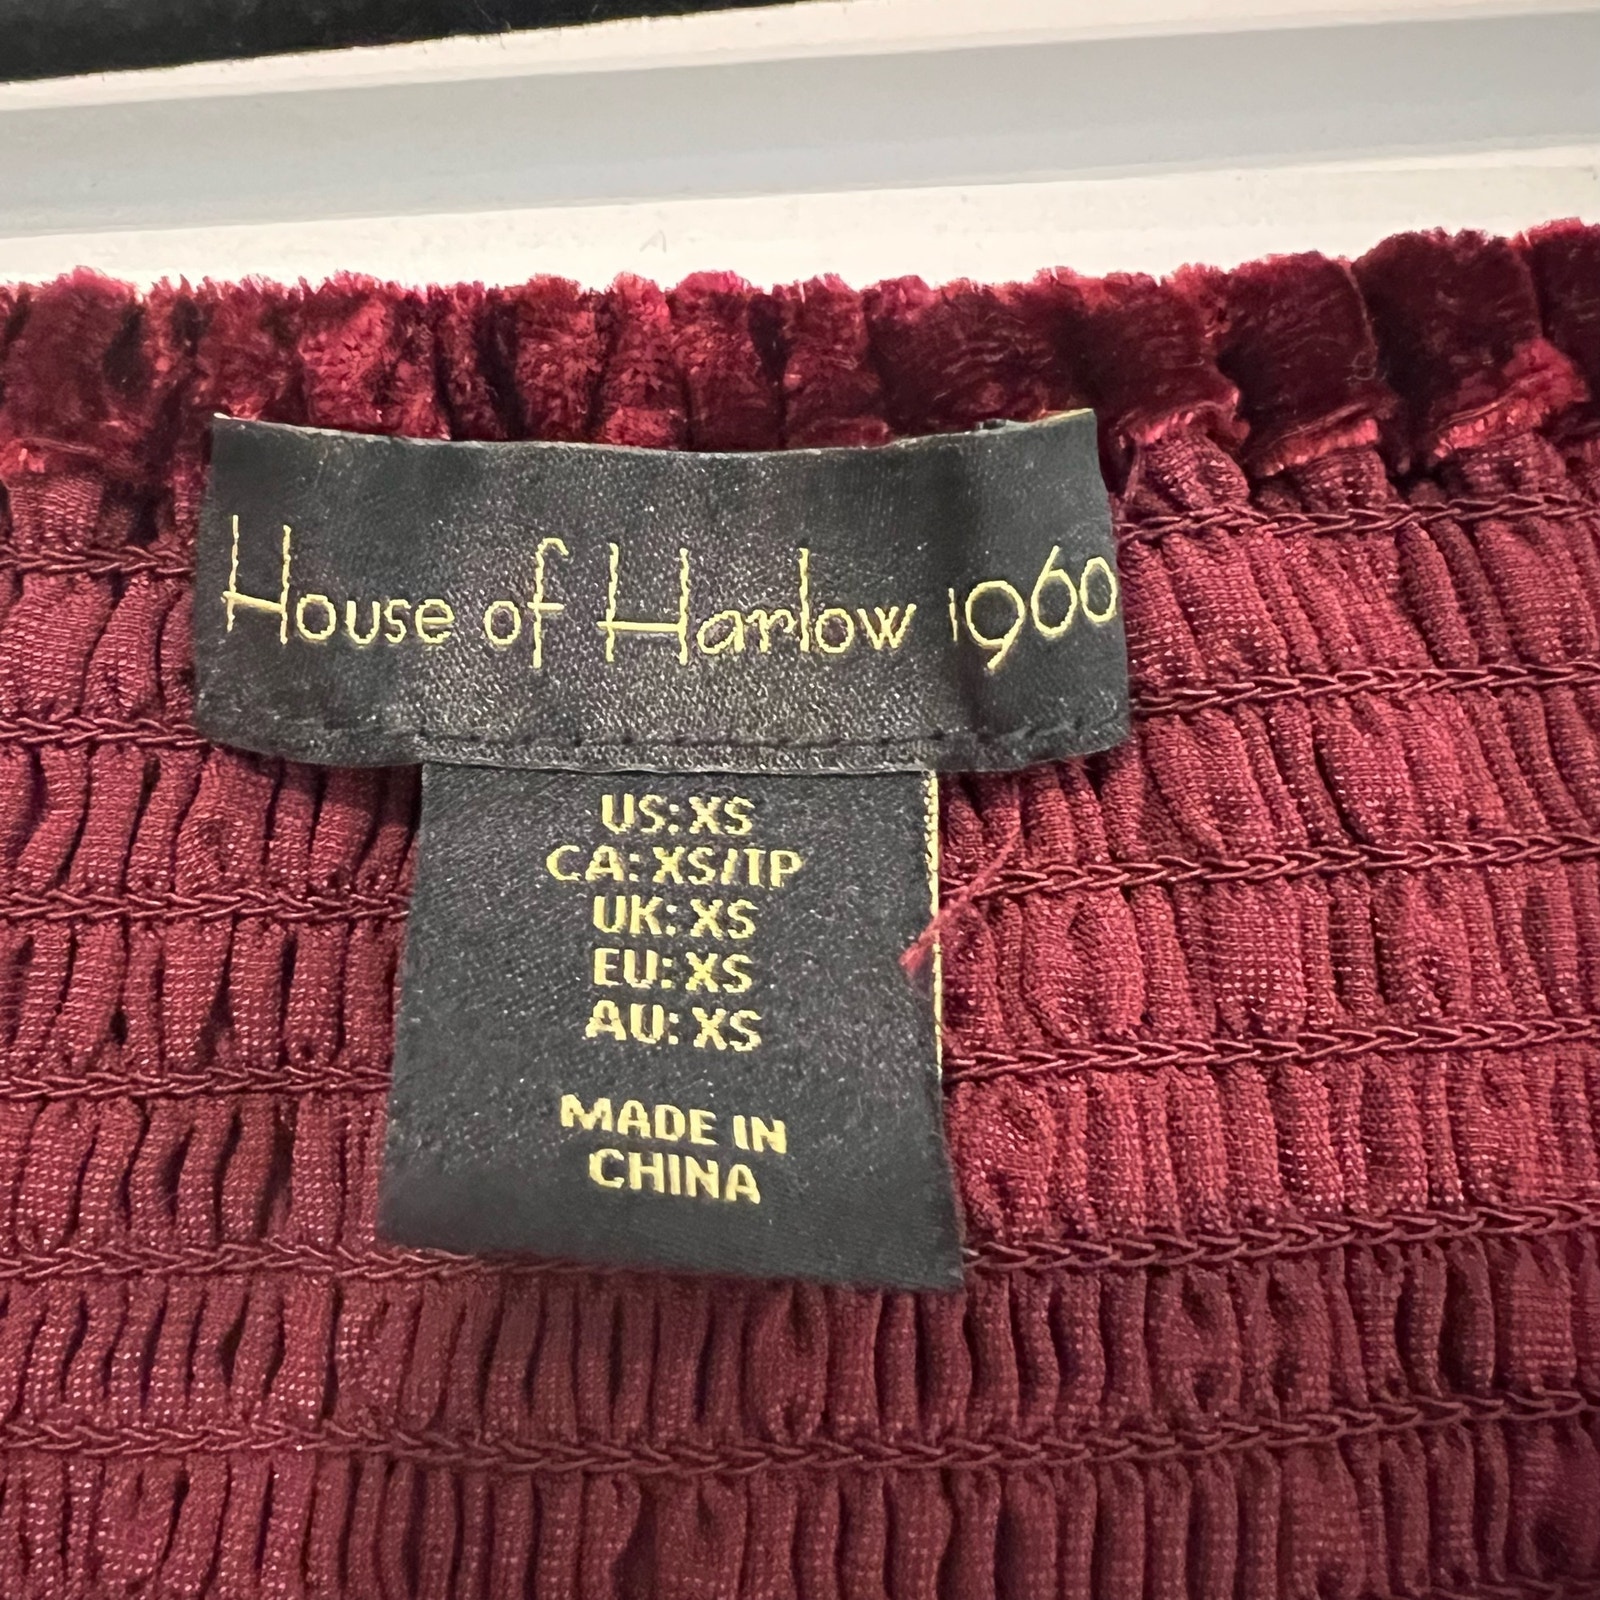 House of Harlow 1960
US: XS
CA: XS/TP
UK: XS
EU: XS
AU: XS
MADE IN
CHINA